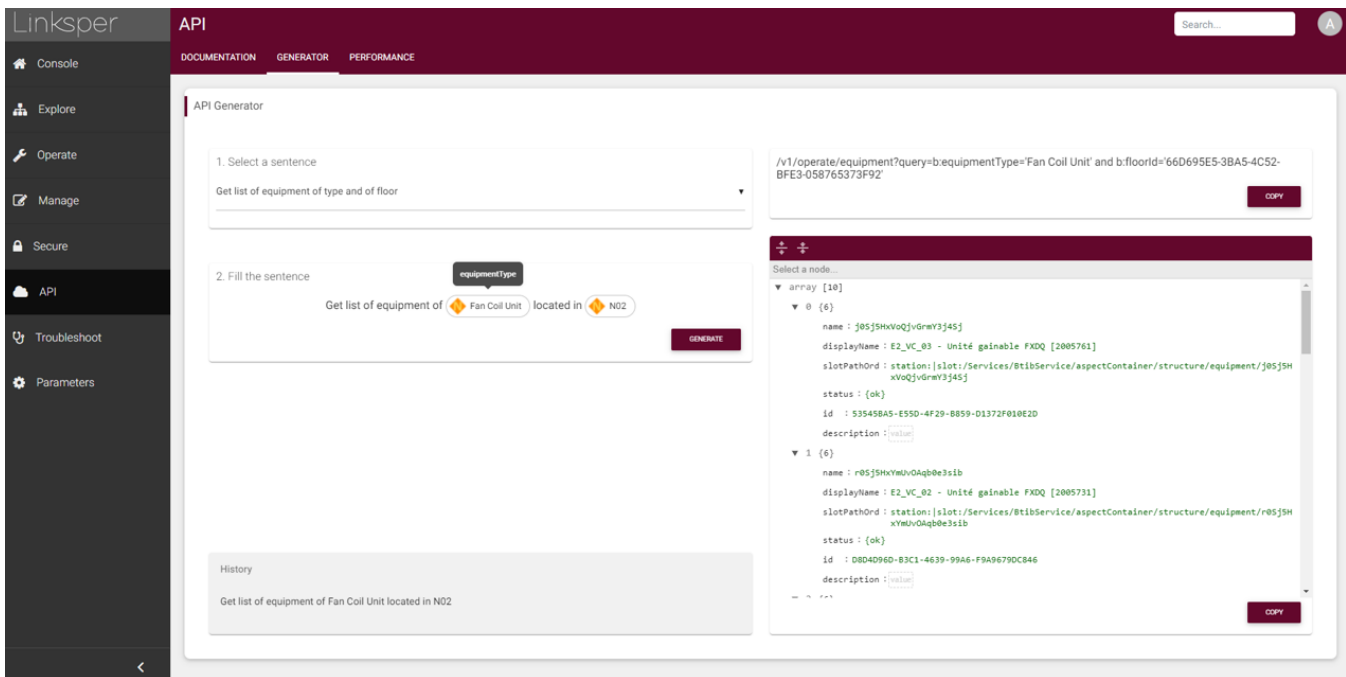 Linksper
API
Search...
A
DOCUMENTATION GENERATOR PERFORMANCE
Console
Explore
Operate
Manage
Secure
API
Troubleshoot
Parameters
API Generator
1. Select a sentence
Get list of equipment of type and of floor
2. Fill the sentence
equipmentType
Get list of equipment of Fan Coil Unit located in N02
GENERATE
History
Get list of equipment of Fan Coil Unit located in N02
/v1/operate/equipment?query=b:equipmentType='Fan Coil Unit' and b:floorId='66D695E5-3BA5-4C52-
BFE3-058765373F92'
COPY
Select a node...
array [10]
0 {6}
name : j0Sj5HxVoQjvGrmY3j4Sj
displayName : E2_VC_03 - Unité gainable FXDQ [2005761]
slotPathOrd : station:|slot:/Services/BtibService/aspectContainer/structure/equipment/j0Sj5H
xVoQjvGrmY3j4Sj
status : {ok}
id : 53545BA5-E55D-4F29-B859-D1372F010E2D
description : value
1 {6}
name : r0Sj5HxYmUvOAqb0e3sib
displayName : E2_VC_02 - Unité gainable FXDQ [2005731]
slotPathOrd : station:|slot:/Services/BtibService/aspectContainer/structure/equipment/r0Sj5H
xYmUvOAqb0e3sib
status : {ok}
id : D8D4D96D-B3C1-4639-99A6-F9A9679DC846
description : value
COPY